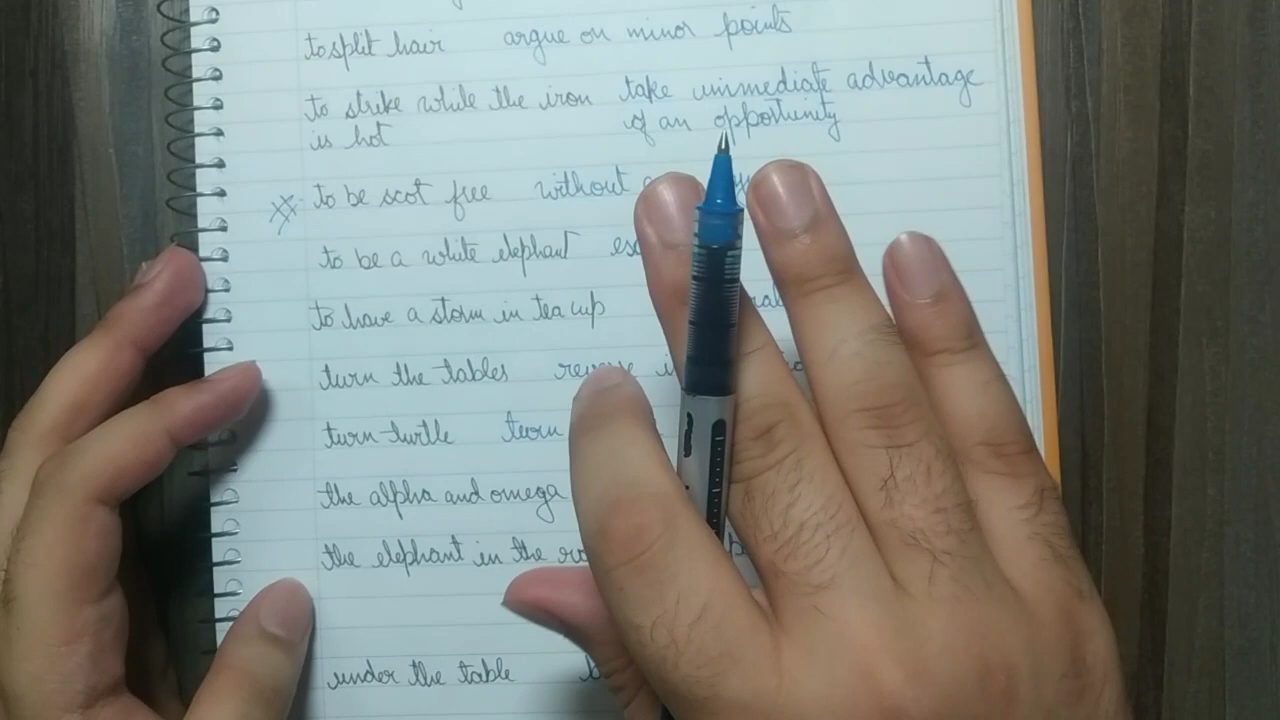 to split hair argue on minor points
to strike while the iron take immediate advantage
is hot of an opportunity
to be scot free without
to be a white elephant
to have a storm in tea cup
turn the tables reverse
turn-turtle turn
the alpha and omega
the elephant in the
under the table